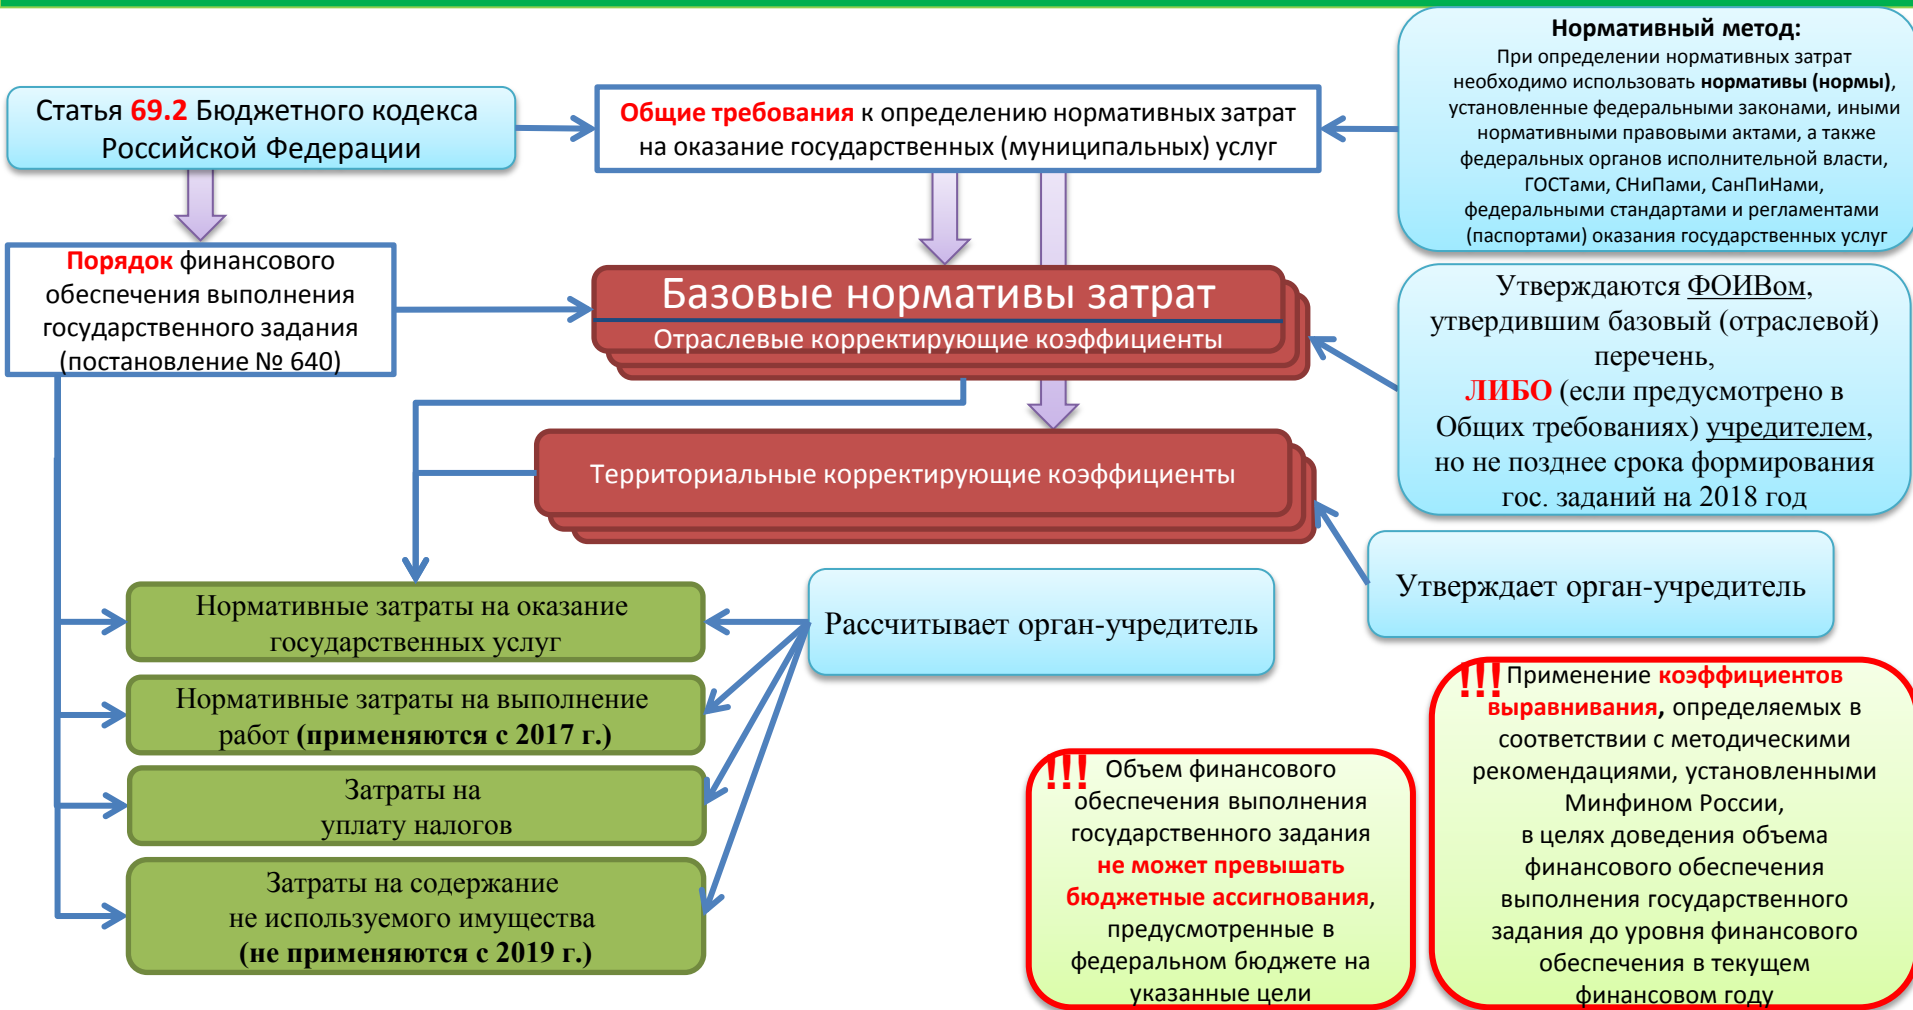 Статья 69.2 Бюджетного кодекса
Российской Федерации
Общие требования к определению нормативных затрат
на оказание государственных (муниципальных) услуг
Нормативный метод:
При определении нормативных затрат
необходимо использовать нормативы (нормы),
установленные федеральными законами, иными
нормативными правовыми актами, а также
федеральных органов исполнительной власти,
ГОСТами, СНиПами, СанПиНами,
федеральными стандартами и регламентами
(паспортами) оказания государственных услуг
Порядок финансового
обеспечения выполнения
государственного задания
(постановление № 640)
Базовые нормативы затрат
Отраслевые корректирующие коэффициенты
Утверждаются ФОИВом,
утвердившим базовый (отраслевой)
перечень,
ЛИБО (если предусмотрено в
Общих требованиях) учредителем,
но не позднее срока формирования
гос. заданий на 2018 год
Территориальные корректирующие коэффициенты
Утверждает орган-учредитель
Нормативные затраты на оказание
государственных услуг
Рассчитывает орган-учредитель
Нормативные затраты на выполнение
работ (применяются с 2017 г.)
Затраты на
уплату налогов
Затраты на содержание
не используемого имущества
(не применяются с 2019 г.)
!!! Объем финансового
обеспечения выполнения
государственного задания
не может превышать
бюджетные ассигнования,
предусмотренные в
федеральном бюджете на
указанные цели
!!! Применение коэффициентов
выравнивания, определяемых в
соответствии с методическими
рекомендациями, установленными
Минфином России,
в целях доведения объема
финансового обеспечения
выполнения государственного
задания до уровня финансового
обеспечения в текущем
финансовом году